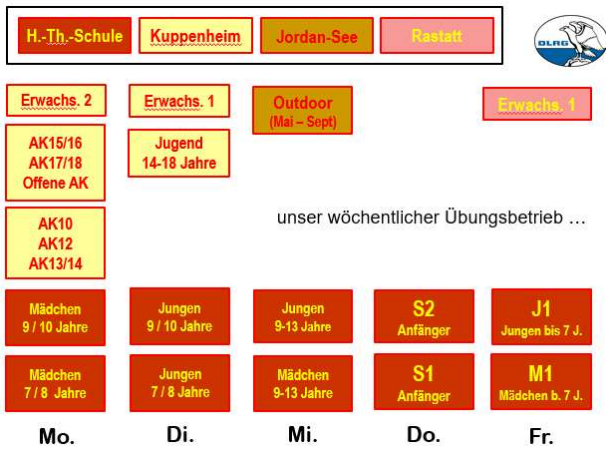 H.-Th.-Schule
Kuppenheim
Jordan-See
Rastatt
DLRG
Erwachs. 2
Erwachs. 1
Outdoor
(Mai – Sept)
Erwachs. 1
AK15/16
AK17/18
Offene AK
Jugend
14-18 Jahre
AK10
AK12
AK13/14
unser wöchentlicher Übungsbetrieb ...
Mädchen
9 / 10 Jahre
Jungen
9 / 10 Jahre
Jungen
9-13 Jahre
S2
Anfänger
J1
Jungen bis 7 J.
Mädchen
7 / 8 Jahre
Jungen
7 / 8 Jahre
Mädchen
9-13 Jahre
S1
Anfänger
M1
Mädchen b. 7 J.
Mo.
Di.
Mi.
Do.
Fr.